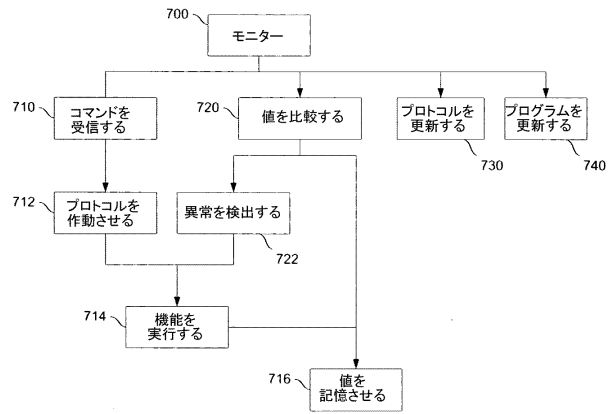 700
モニター
710
コマンドを
受信する
720
値を比較する
プロトコルを
更新する
730
プログラムを
更新する
740
712
プロトコルを
作動させる
異常を検出する
722
714
機能を
実行する
716
値を
記憶させる